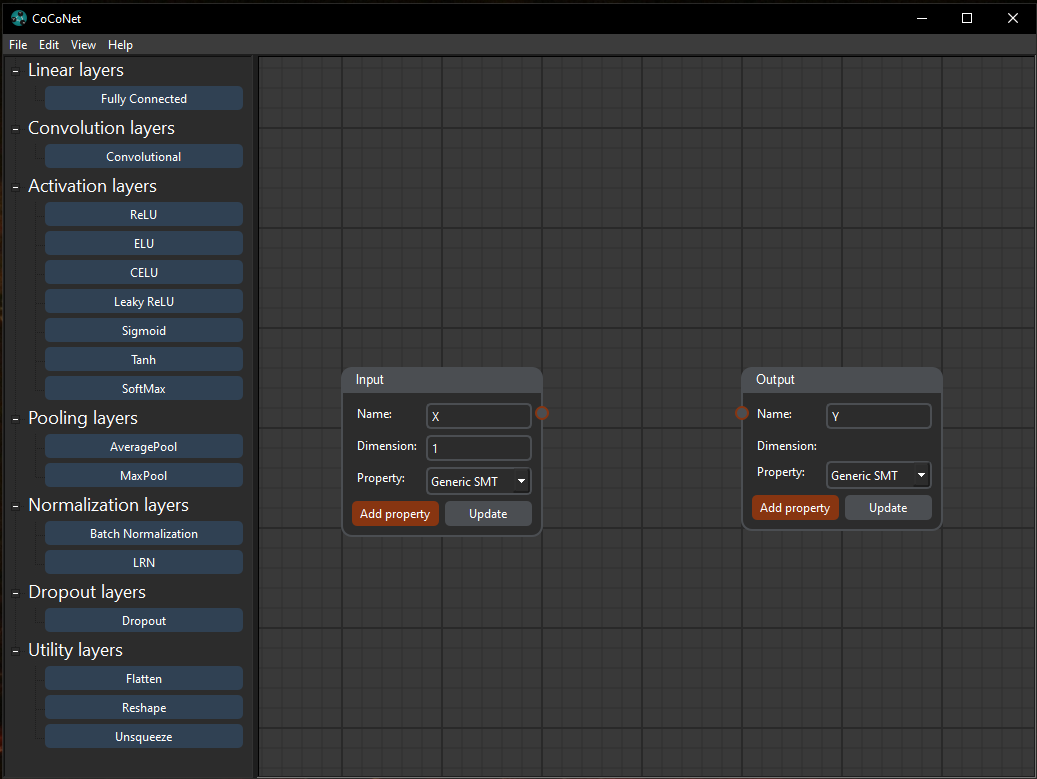 CoCoNet
File Edit View Help
- Linear layers
Fully Connected
- Convolution layers
Convolutional
- Activation layers
ReLU
ELU
CELU
Leaky ReLU
Sigmoid
Tanh
SoftMax
- Pooling layers
AveragePool
MaxPool
- Normalization layers
Batch Normalization
LRN
- Dropout layers
Dropout
- Utility layers
Flatten
Reshape
Unsqueeze
Input
Name: X
Dimension: 1
Property: Generic SMT
Add property Update
Output
Name: Y
Dimension:
Property: Generic SMT
Add property Update